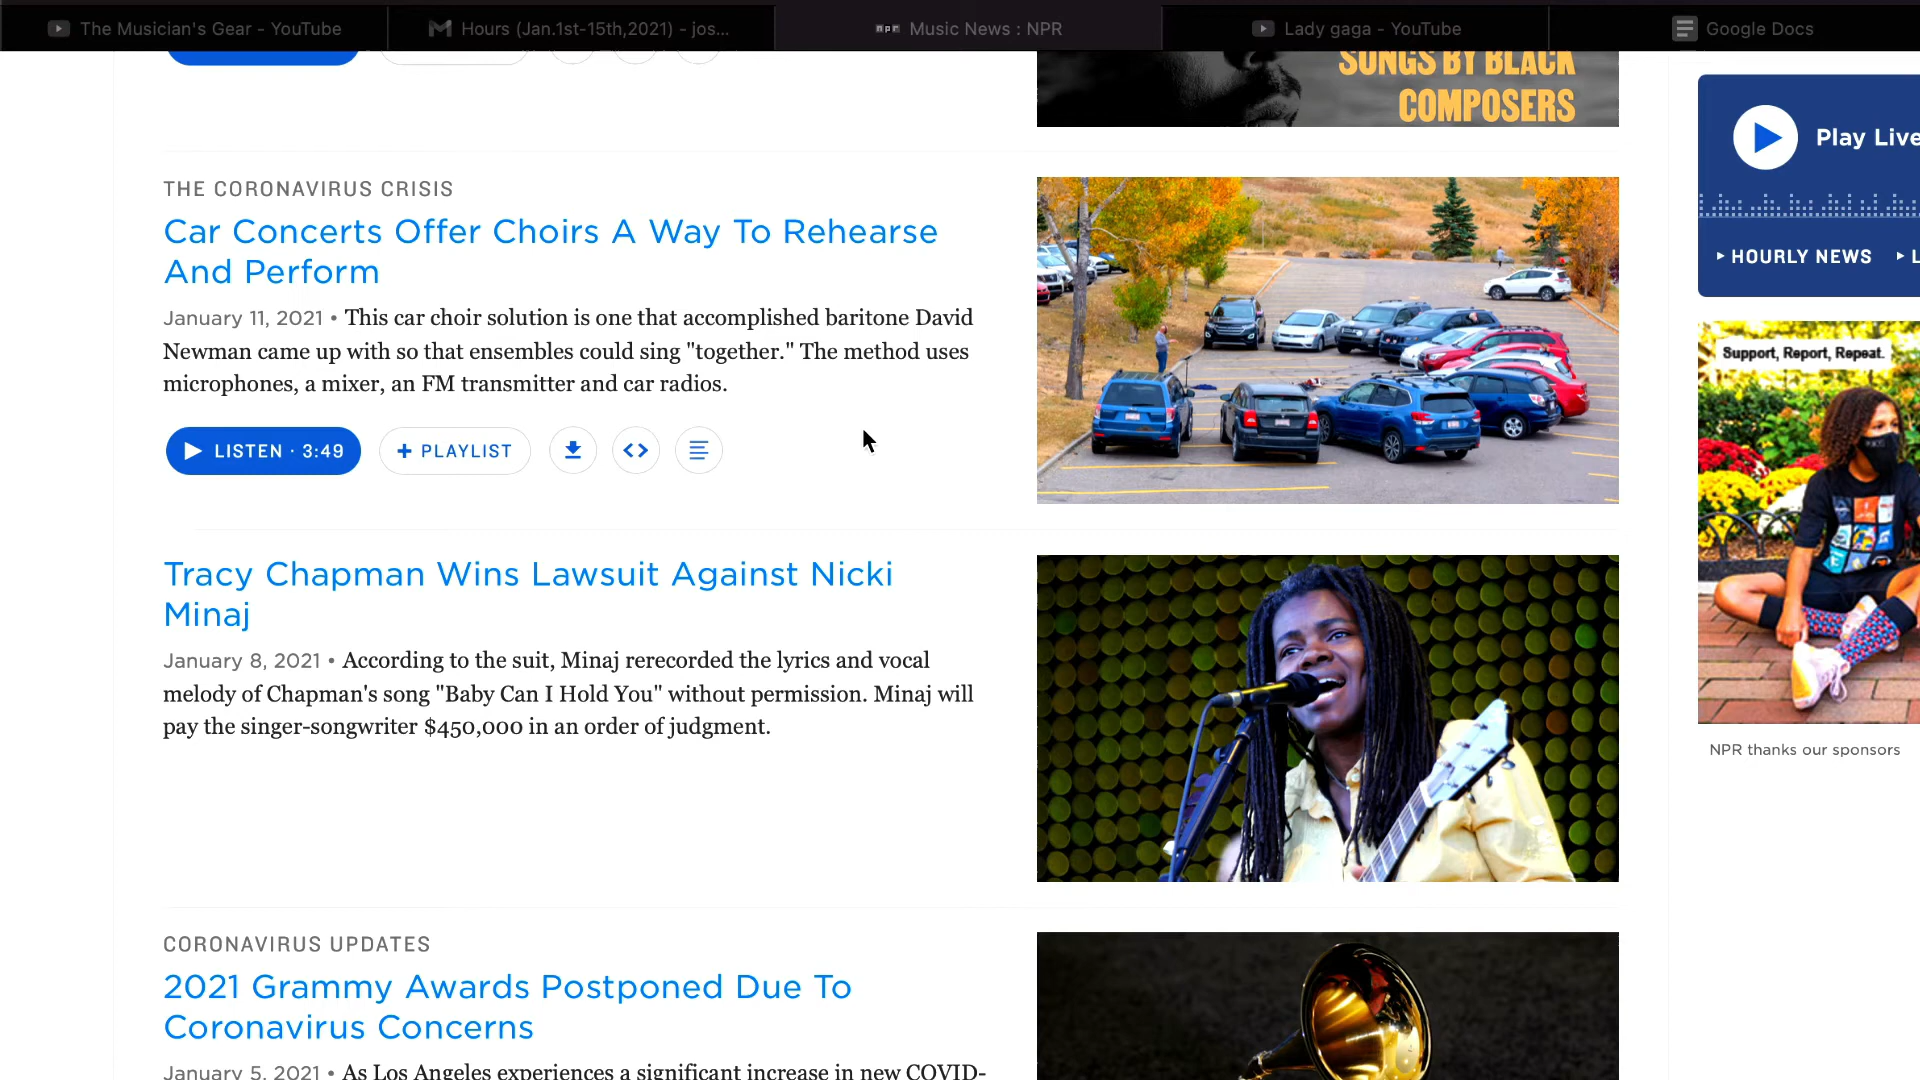 The Musician's Gear - YouTube
Hours (Jan.1st-15th,2021) - jos...
npr Music News : NPR
Lady gaga - YouTube
Google Docs
SONGS BY BLACK
COMPOSERS
Play Live
HOURLY NEWS
L
THE CORONAVIRUS CRISIS
Car Concerts Offer Choirs A Way To Rehearse
And Perform
January 11, 2021 • This car choir solution is one that accomplished baritone David
Newman came up with so that ensembles could sing "together." The method uses
microphones, a mixer, an FM transmitter and car radios.
LISTEN · 3:49
+ PLAYLIST
Support, Report, Repeat.
NPR thanks our sponsors
Tracy Chapman Wins Lawsuit Against Nicki
Minaj
January 8, 2021 • According to the suit, Minaj rerecorded the lyrics and vocal
melody of Chapman's song "Baby Can I Hold You" without permission. Minaj will
pay the singer-songwriter $450,000 in an order of judgment.
CORONAVIRUS UPDATES
2021 Grammy Awards Postponed Due To
Coronavirus Concerns
January 5, 2021 • As Los Angeles experiences a significant increase in new COVID-